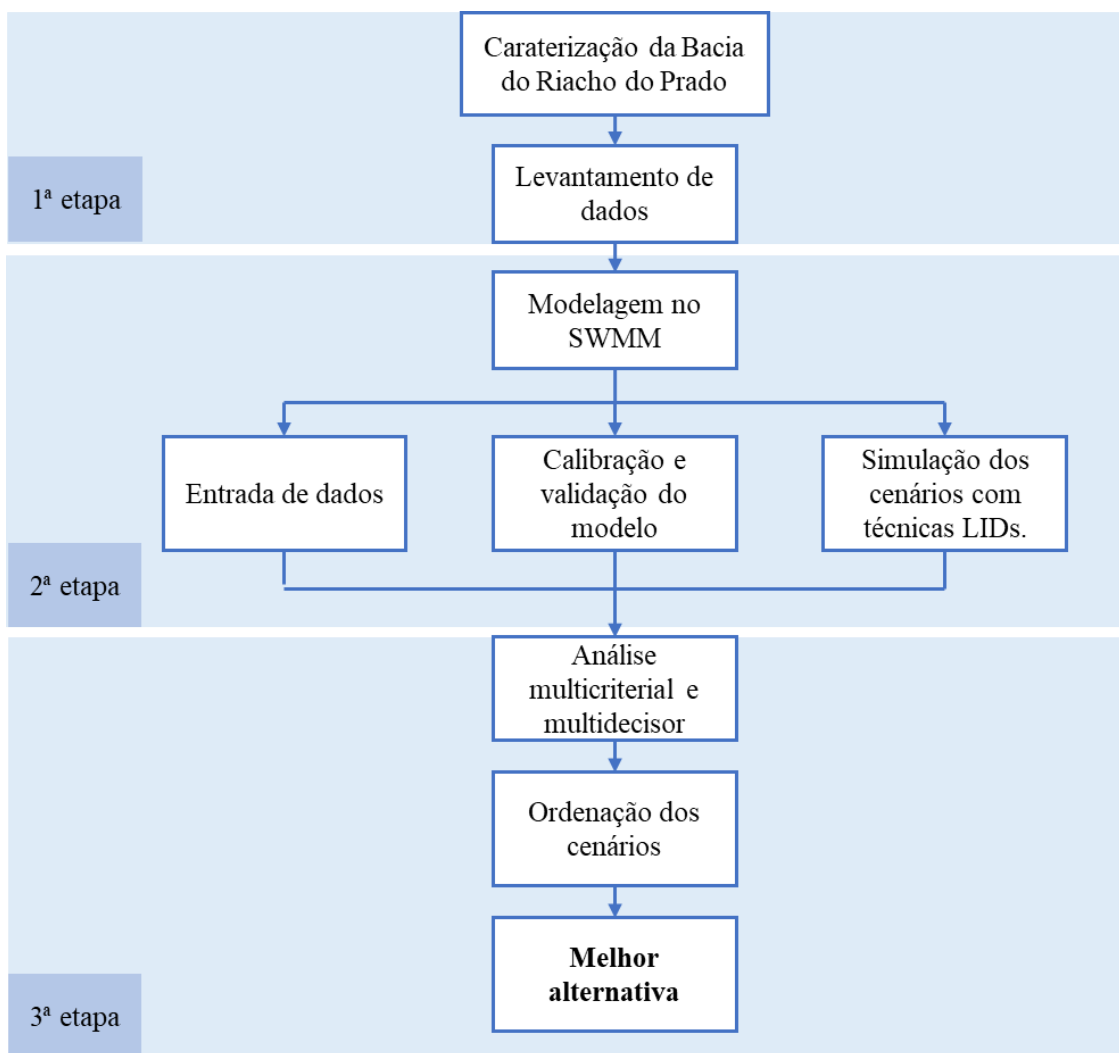 Caraterização da Bacia
do Riacho do Prado
1ª etapa
Levantamento de
dados
Modelagem no
SWMM
Entrada de dados
Calibração e
validação do
modelo
Simulação dos
cenários com
técnicas LIDs.
2ª etapa
Análise
multicriterial e
multidecisor
Ordenação dos
cenários
Melhor
alternativa
3ª etapa